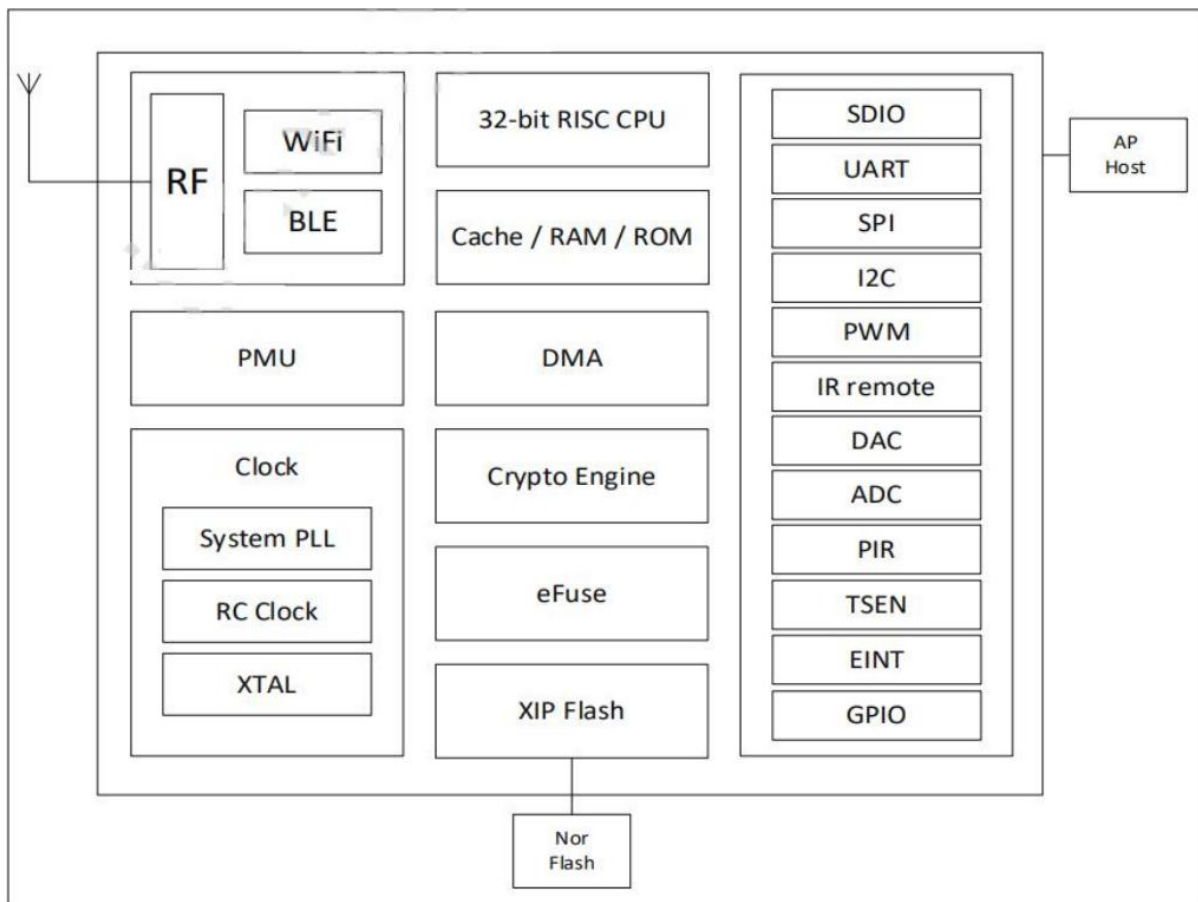 RF
WiFi
BLE
PMU
Clock
System PLL
RC Clock
XTAL
32-bit RISC CPU
Cache / RAM / ROM
DMA
Crypto Engine
eFuse
XIP Flash
SDIO
UART
SPI
I2C
PWM
IR remote
DAC
ADC
PIR
TSEN
EINT
GPIO
AP
Host
Nor
Flash